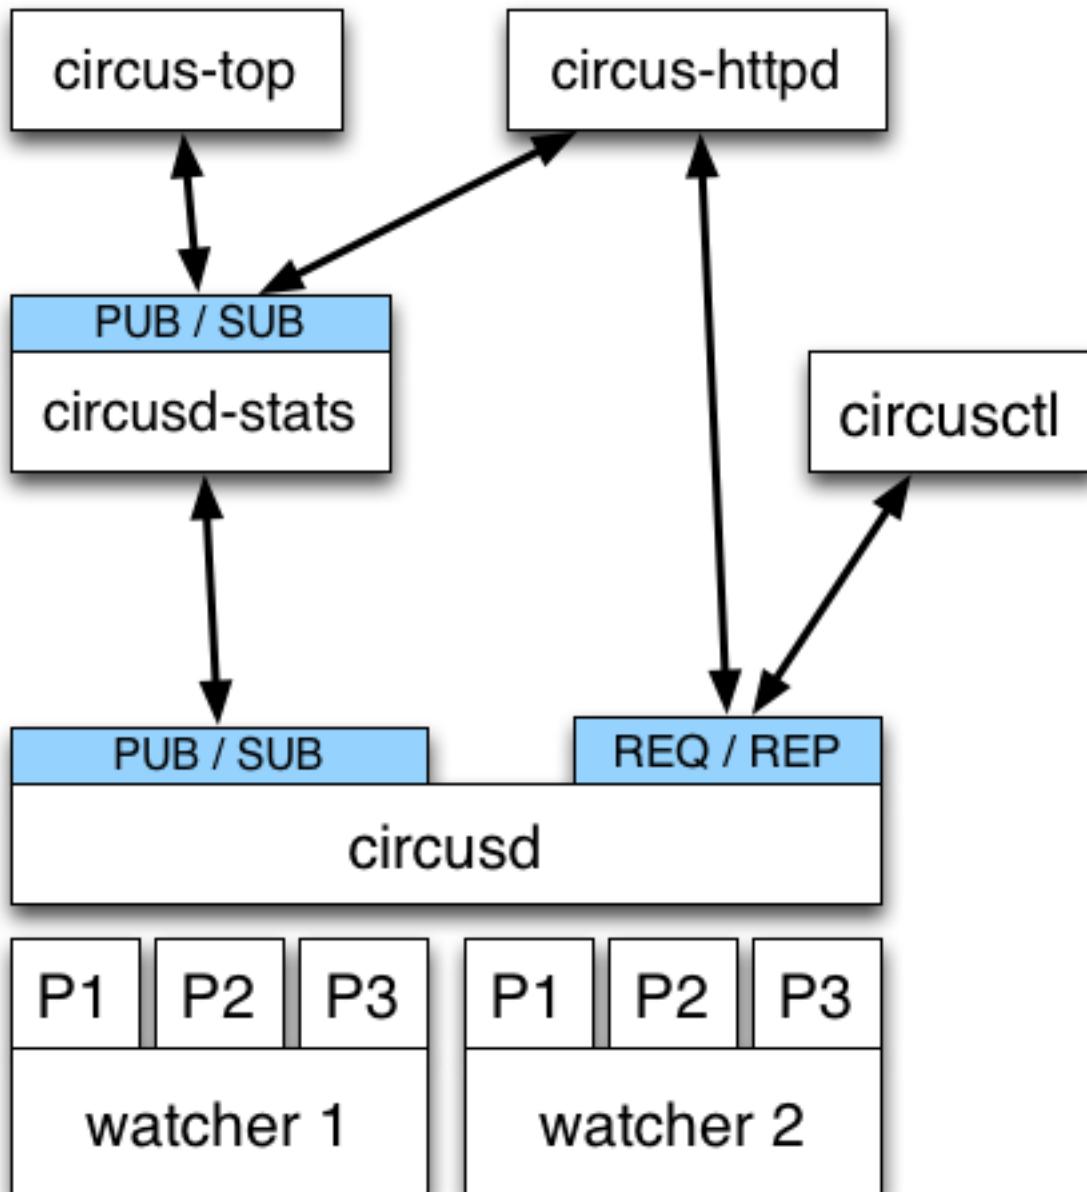 circus-top
circus-httpd
PUB / SUB
circusd-stats
circusctl
PUB / SUB
REQ / REP
circusd
P1 P2 P3 P1 P2 P3
watcher 1 watcher 2